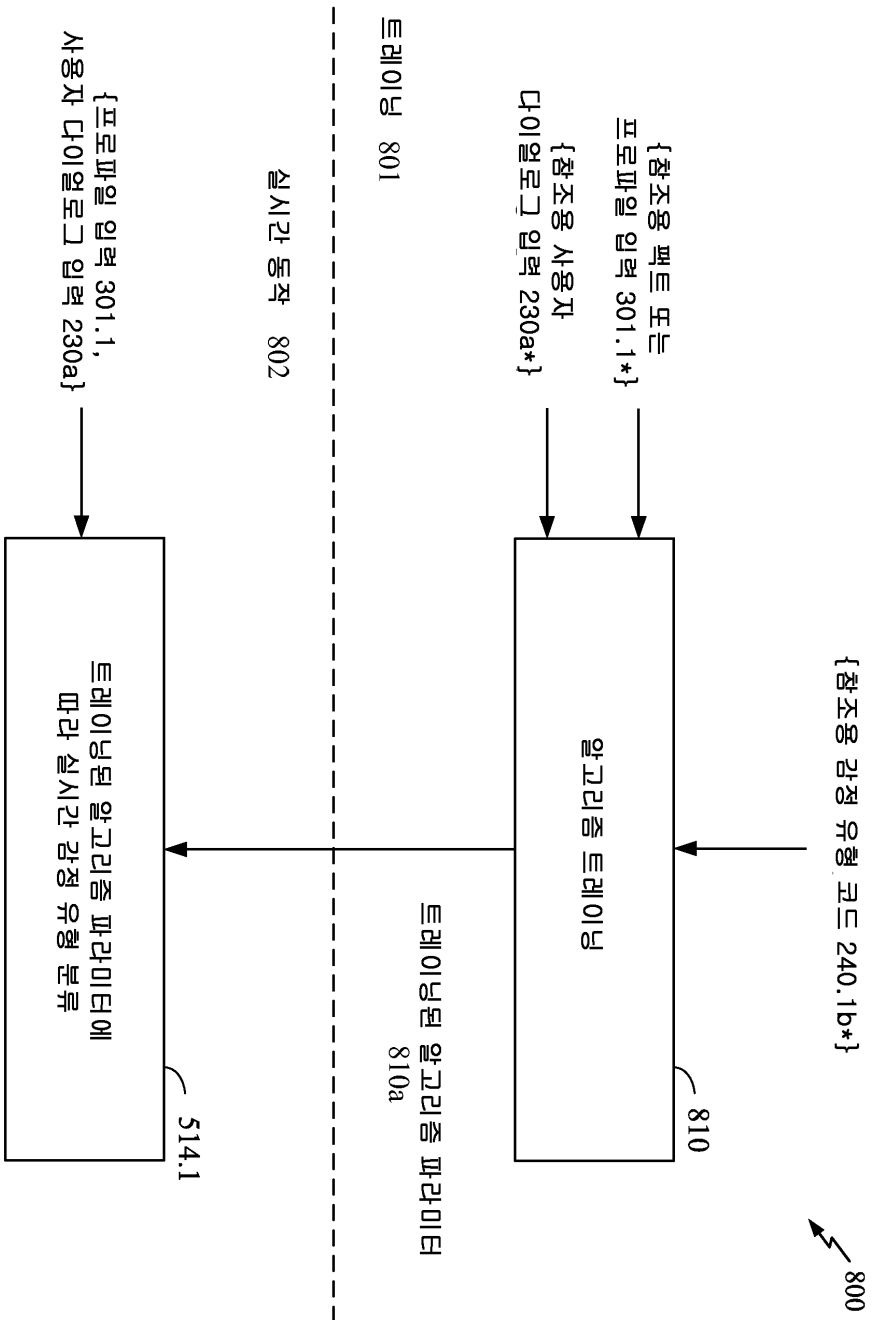 800
{참조용 감정 유형 코드 240.1b*}
{참조용 팩트 또는
프로파일 입력 301.1*}
{참조용 사용자
다이얼로그 입력 230a*}
810
알고리즘 트레이닝
트레이닝 801
트레이닝된 알고리즘 파라미터
810a
실시간 동작 802
{프로파일 입력 301.1,
사용자 다이얼로그 입력 230a}
514.1
트레이닝된 알고리즘 파라미터에
따라 실시간 감정 유형 분류